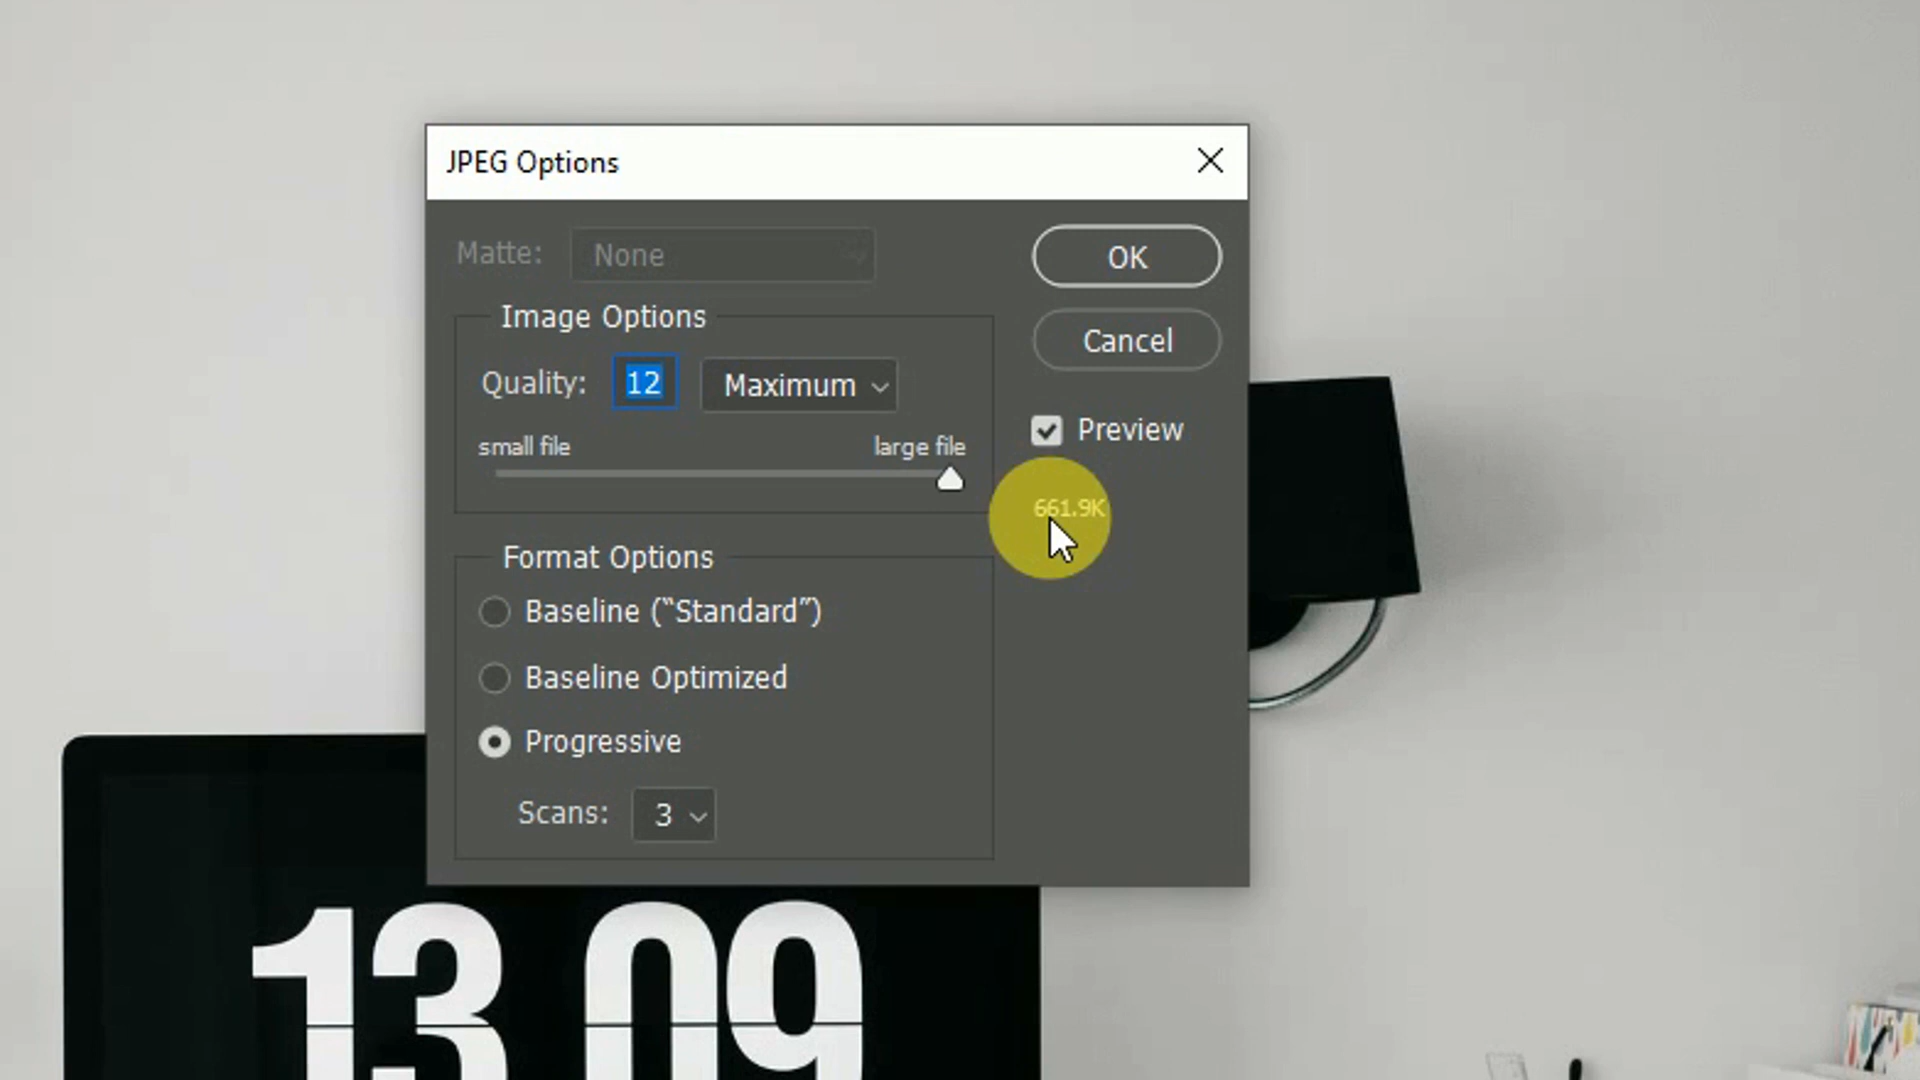 JPEG Options
Matte: None
OK
Image Options
Cancel
Quality: 12 Maximum
Preview
small file large file
661.9K
Format Options
Baseline (“Standard”)
Baseline Optimized
Progressive
Scans: 3
13 09